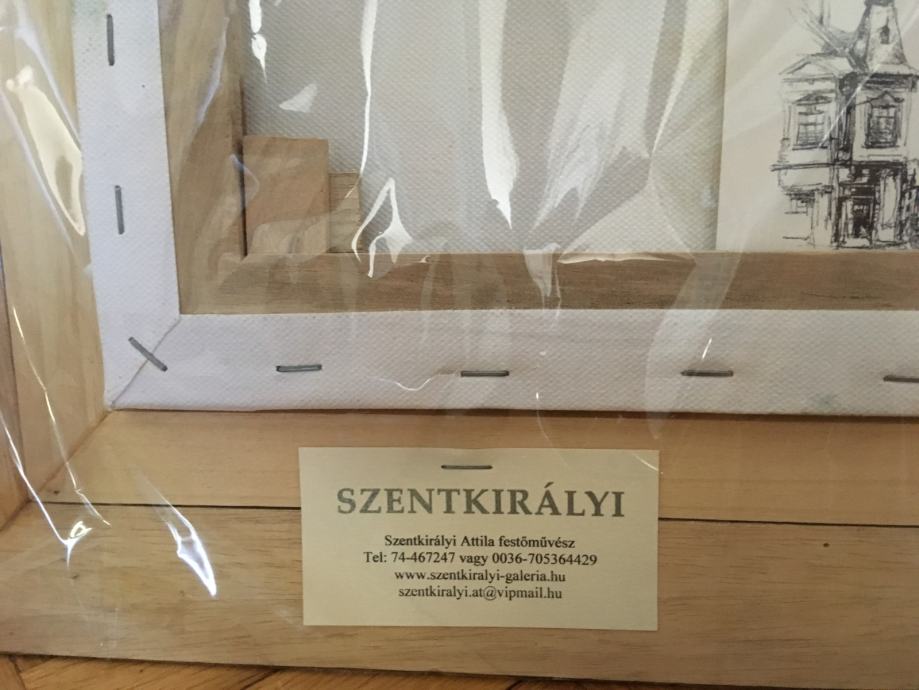 SZENTKIRÁLYI
Szentkirályi Attila festőművész
Tel: 74-467247 vagy 0036-705364429
www.szentkiralyi-galeria.hu
szentkiralyi.at@vipmail.hu